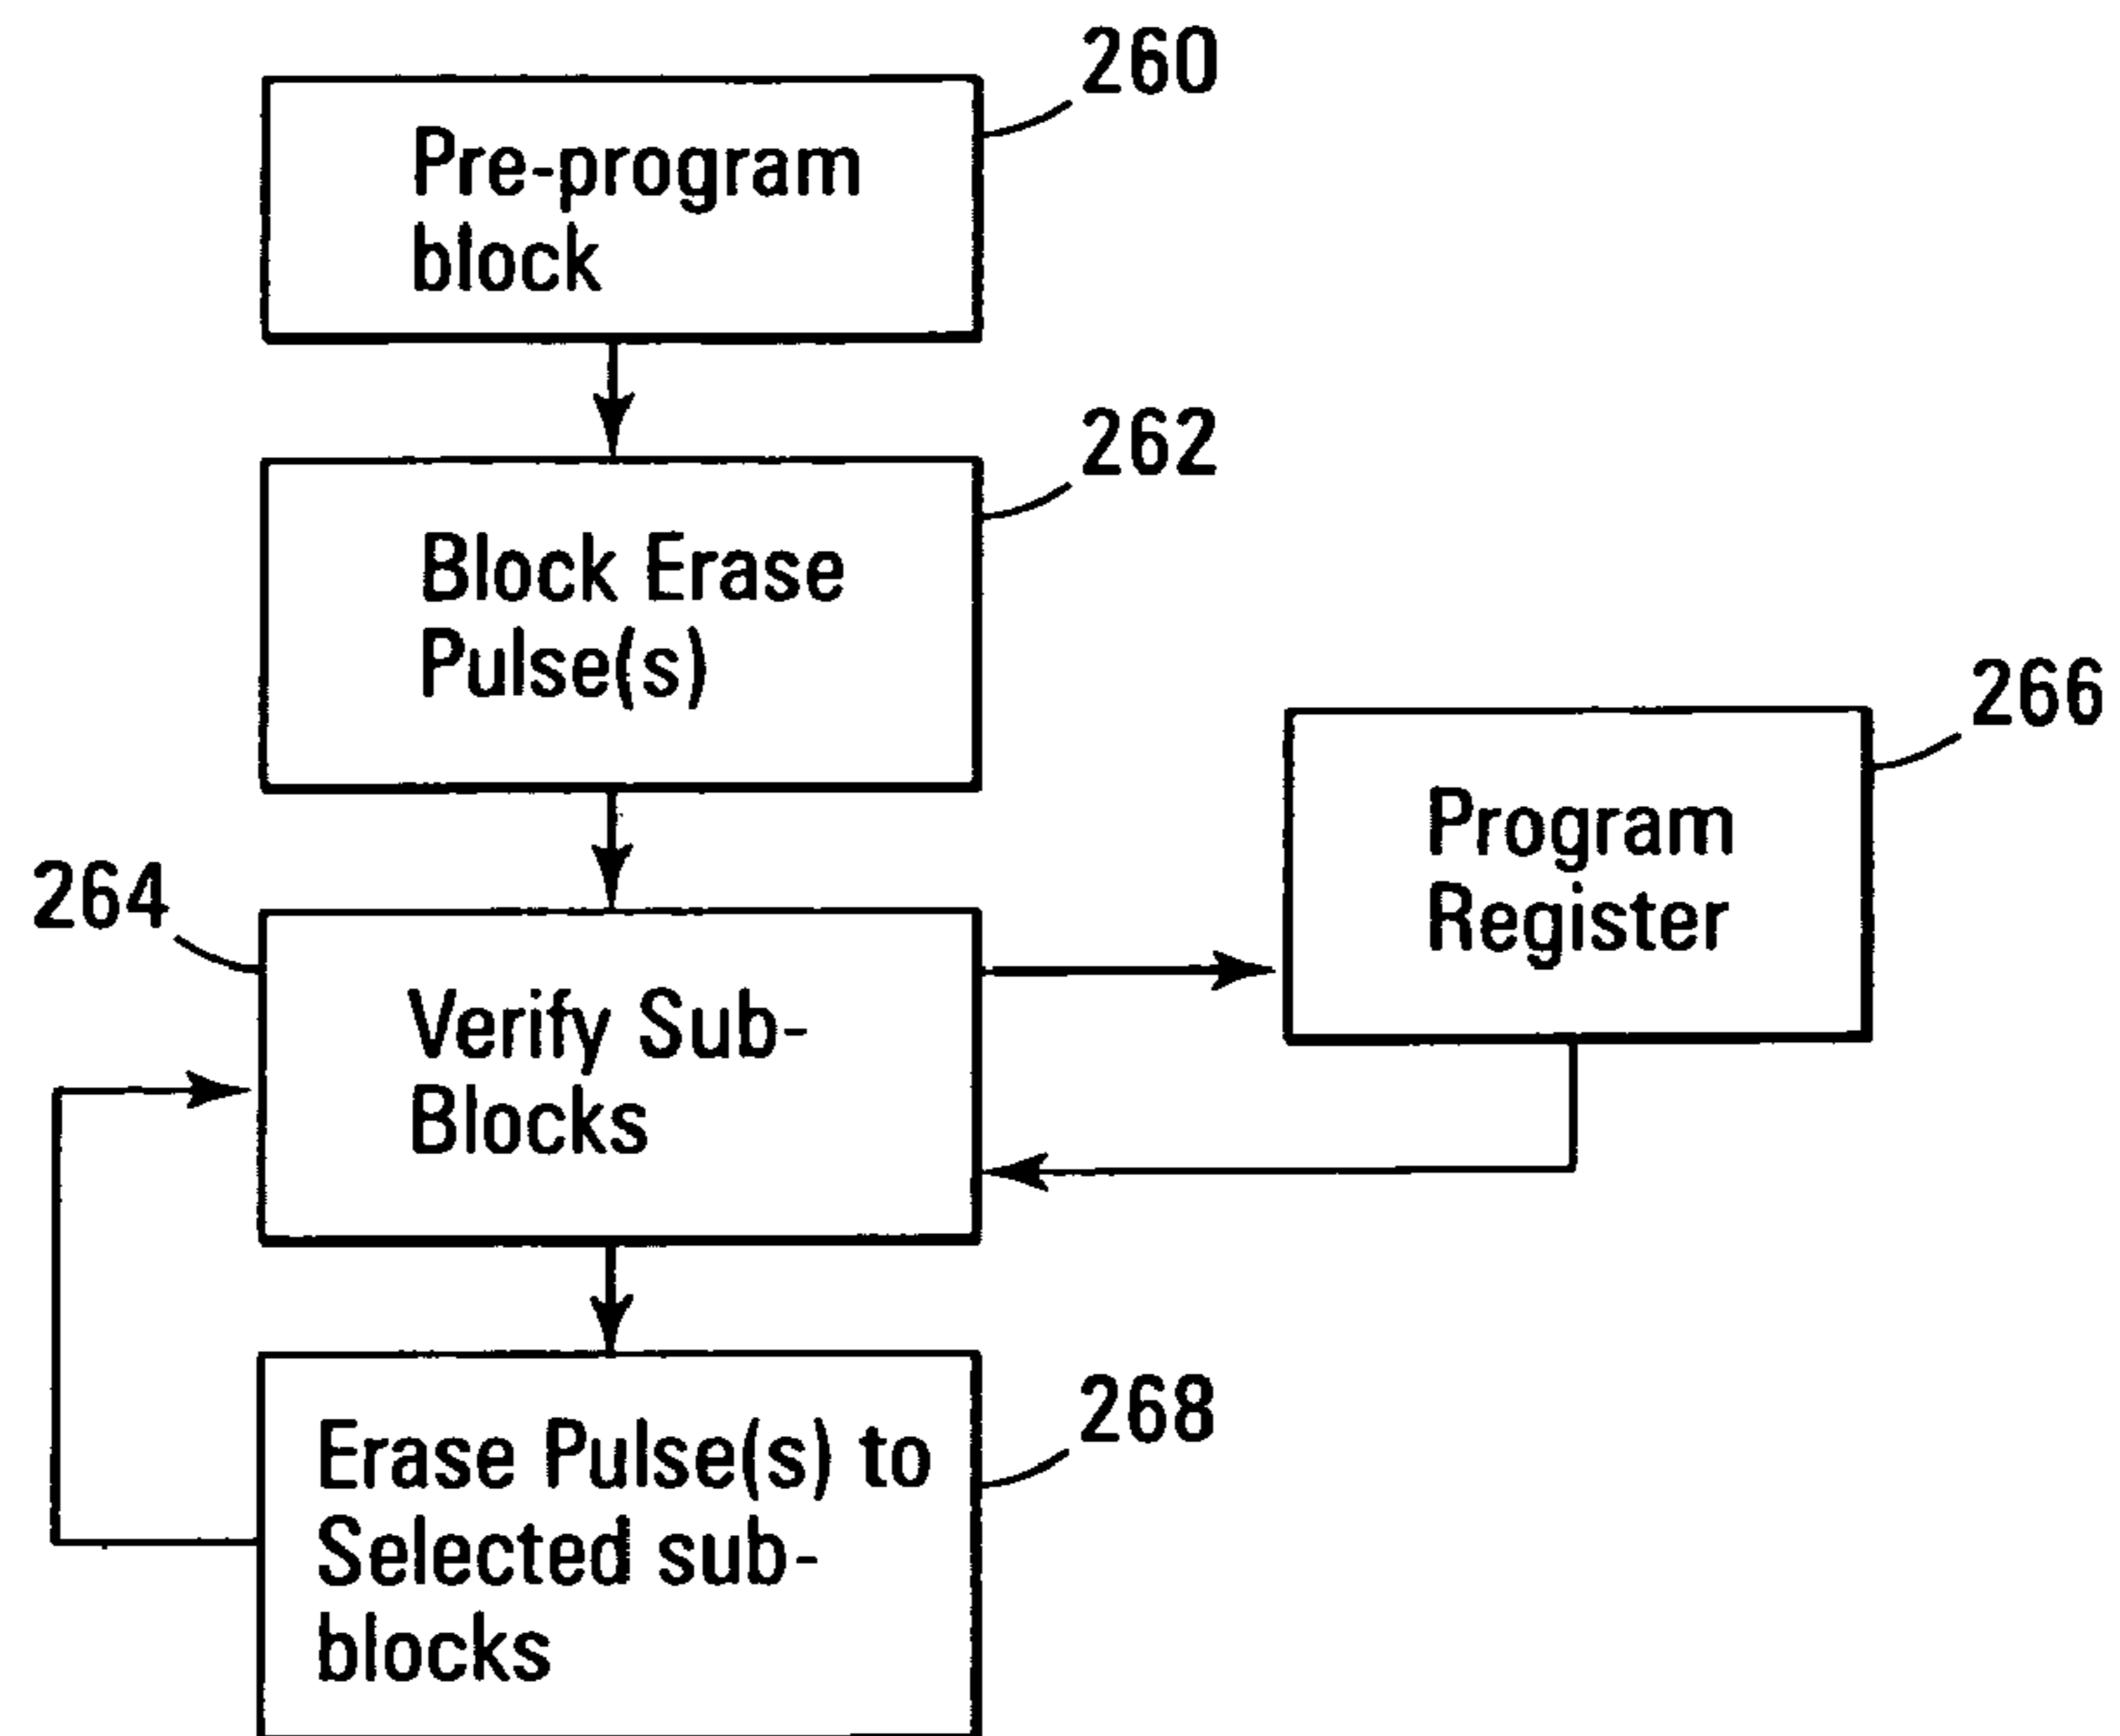 260
Pre-program
block
262
Block Erase
Pulse(s)
266
Program
Register
264
Verify Sub-
Blocks
268
Erase Pulse(s) to
Selected sub-
blocks